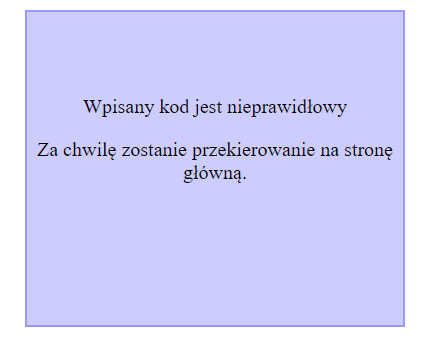 Wpisany kod jest nieprawidłowy
Za chwilę zostanie przekierowanie na stronę
główną.